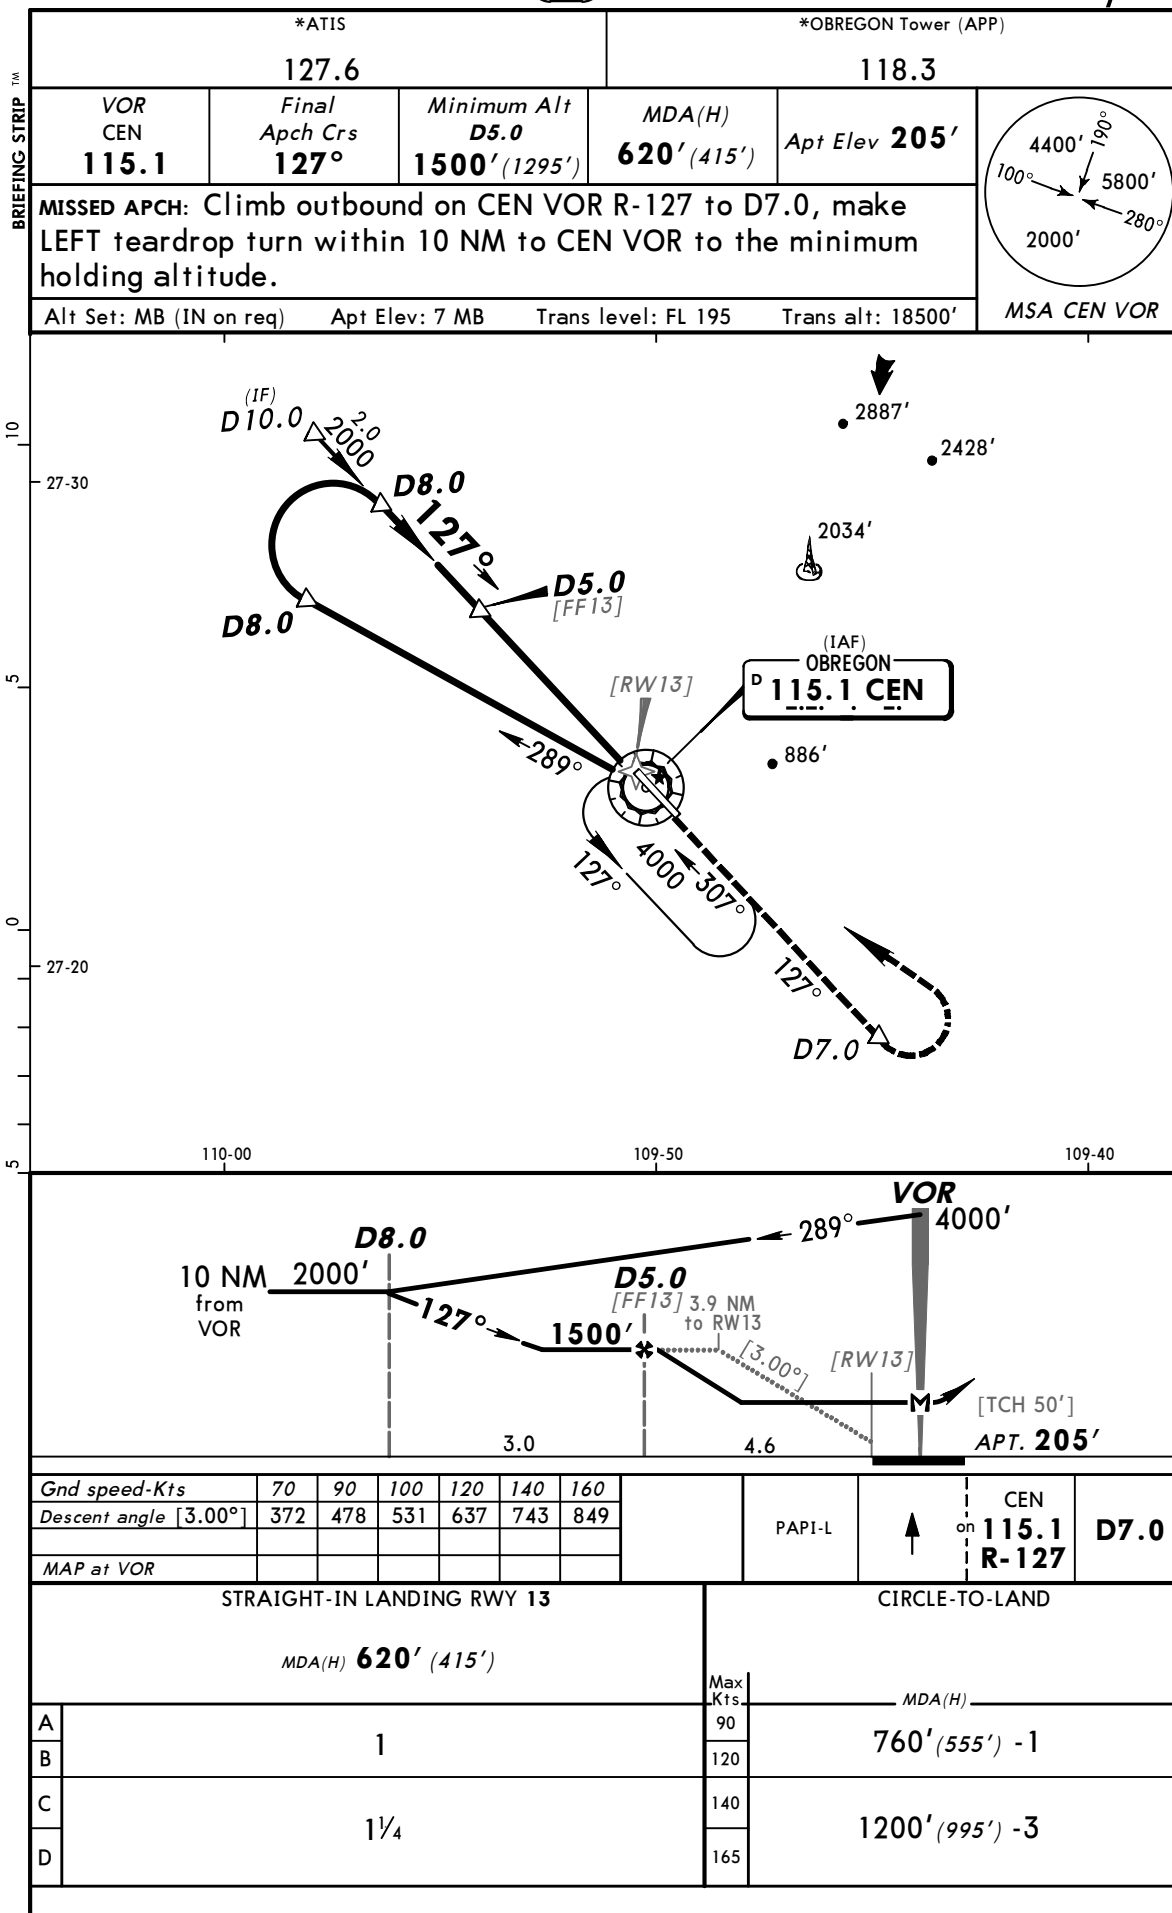 BRIEFING STRIP TM
*ATIS
127.6
*OBREGON Tower (APP)
118.3
VOR
CEN
115.1
Final
Apch Crs
127°
Minimum Alt
D5.0
1500' (1295')
MDA(H)
620' (415')
Apt Elev 205'
MISSED APCH: Climb outbound on CEN VOR R-127 to D7.0, make
LEFT teardrop turn within 10 NM to CEN VOR to the minimum
holding altitude.
Alt Set: MB (IN on req) Apt Elev: 7 MB Trans level: FL 195 Trans alt: 18500'
4400'
190°
100°
5800'
280°
2000'
MSA CEN VOR
(IF)
D10.0
2.0
2000
D8.0
127°
D5.0
[FF13]
D8.0
2887'
2428'
2034'
(IAF)
OBREGON
D 115.1 CEN
[RW13]
886'
289°
127°
4000
307°
127°
D7.0
10
5
0
5
27-30
27-20
110-00
109-50
109-40
VOR
4000'
289°
D8.0
10 NM
from
VOR
2000'
127°
D5.0
[FF13]
3.9 NM
to RW13
1500'
[3.00°]
[RW13]
[TCH 50']
APT. 205'
3.0
4.6
Gnd speed-Kts 70 90 100 120 140 160
Descent angle [3.00°] 372 478 531 637 743 849
MAP at VOR
PAPI-L
on
CEN
115.1
R-127
D7.0
STRAIGHT-IN LANDING RWY 13
MDA(H) 620' (415')
CIRCLE-TO-LAND
Max
Kts
MDA(H)
A
B
1
90
120
760' (555') -1
C
D
1 1/4
140
165
1200' (995') -3